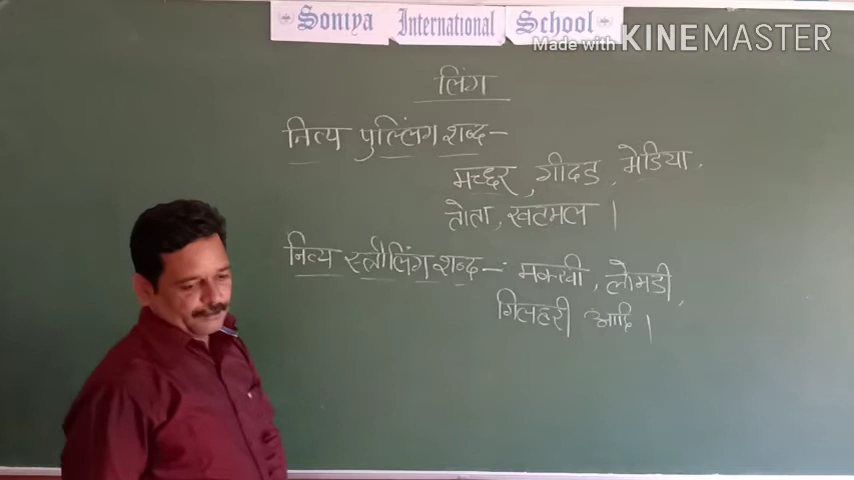 Soniya International School
Made with KINEMASTER
लिंग
नित्य पुल्लिंग शब्द –
मच्छर, गीदड, भेडिया,
तोता, खटमल ।
नित्य स्त्रीलिंग शब्द – मक्खी, लोमडी,
गिलहरी आदि ।